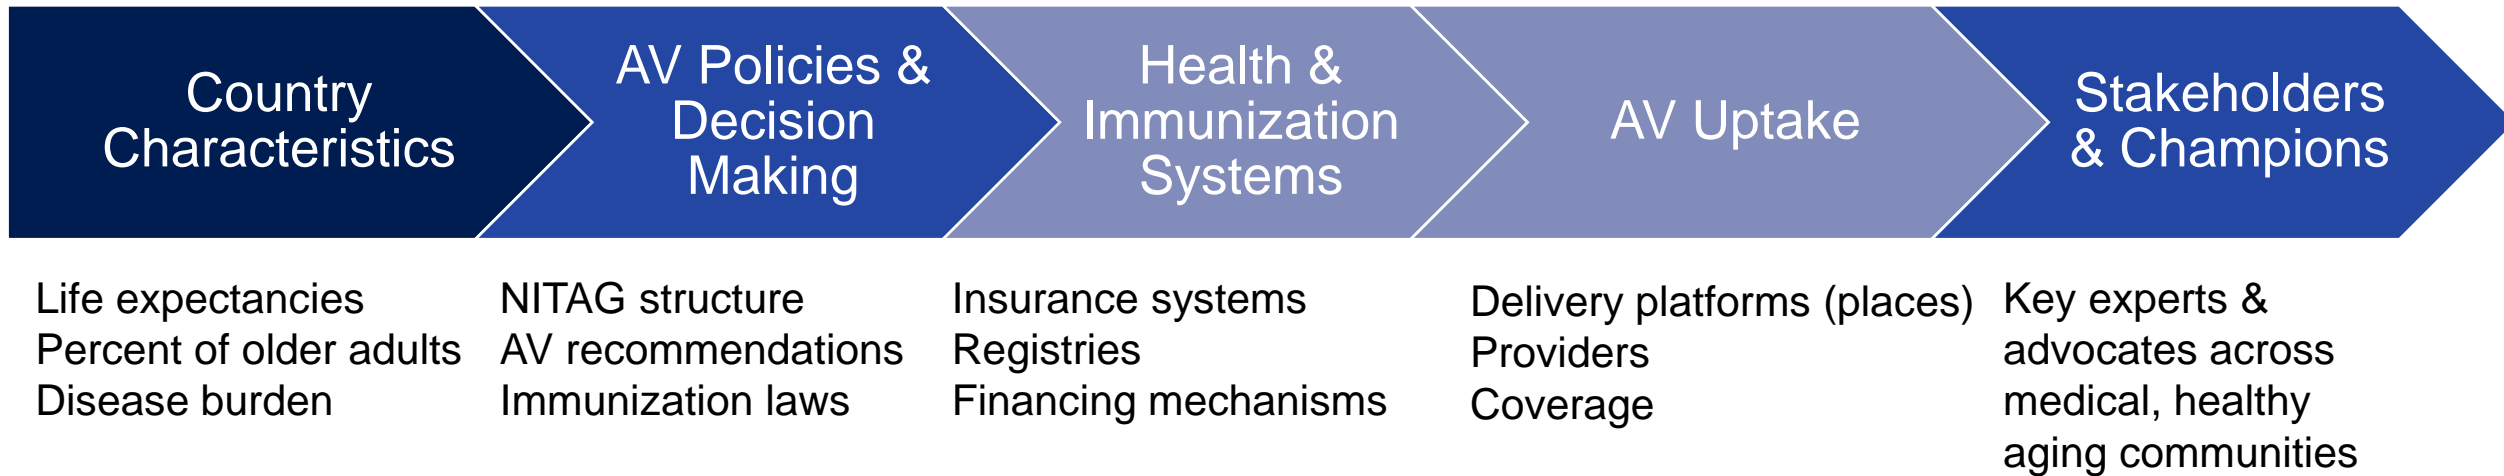 Country
Characteristics
AV Policies &
Decision
Making
Health &
Immunization
Systems
AV Uptake
Stakeholders
& Champions
Life expectancies
Percent of older adults
Disease burden
NITAG structure
AV recommendations
Immunization laws
Insurance systems
Registries
Financing mechanisms
Delivery platforms (places)
Providers
Coverage
Key experts &
advocates across
medical, healthy
aging communities